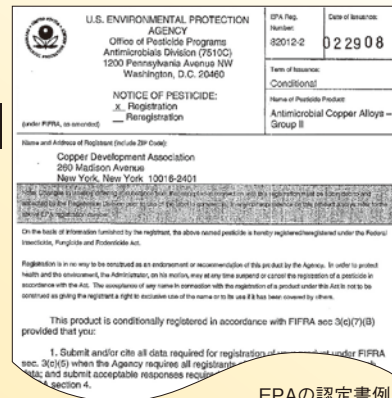 U.S. ENVIRONMENTAL PROTECTION
AGENCY
Office of Pesticide Programs
Antimicrobials Division (7510C)
1200 Pennsylvania Avenue NW
Washington, D.C. 20460
EPA Reg.
Number:
82012-2
Date of Issuance:
022908
Term of Issuance:
Conditional
Name of Pesticide Product:
Antimicrobial Copper Alloys –
Group II
NOTICE OF PESTICIDE:
x Registration
Reregistration
(under FIFRA, as amended)
Name and Address of Registrant (include ZIP Code):
Copper Development Association
260 Madison Avenue
New York, New York 10016-2401
On the basis of information furnished by the registrant, the above named pesticide is hereby registered/reregistered under the Federal
Insecticide, Fungicide and Rodenticide Act.
Registration is in no way to be construed as an endorsement or recommendation of this product by the Agency. In order to protect
health and the environment, the Administrator, on his motion, may at any time suspend or cancel the registration of a pesticide in
accordance with the Act. The acceptance of any name in connection with the registration of a product under this Act is not to be
construed as giving the registrant a right to exclusive use of the name or to its use if it has been covered by others.
This product is conditionally registered in accordance with FIFRA sec 3(c)(7)(B)
provided that you:
1. Submit and/or cite all data required for registration of under FIFRA
sec. 3(c)(5) when the Agency requires all registrants
data; and submit acceptable responses
section 4.
EPAの認定書例